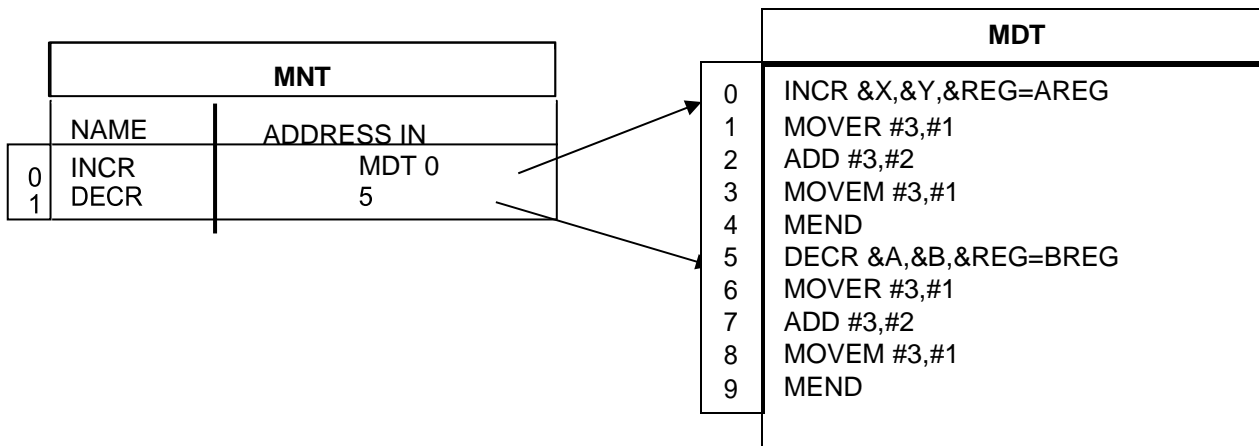 MNT
NAME ADDRESS IN
0 INCR MDT 0
1 DECR 5
MDT
0 INCR &X,&Y,&REG=AREG
1 MOVER #3,#1
2 ADD #3,#2
3 MOVEM #3,#1
4 MEND
5 DECR &A,&B,&REG=BREG
6 MOVER #3,#1
7 ADD #3,#2
8 MOVEM #3,#1
9 MEND